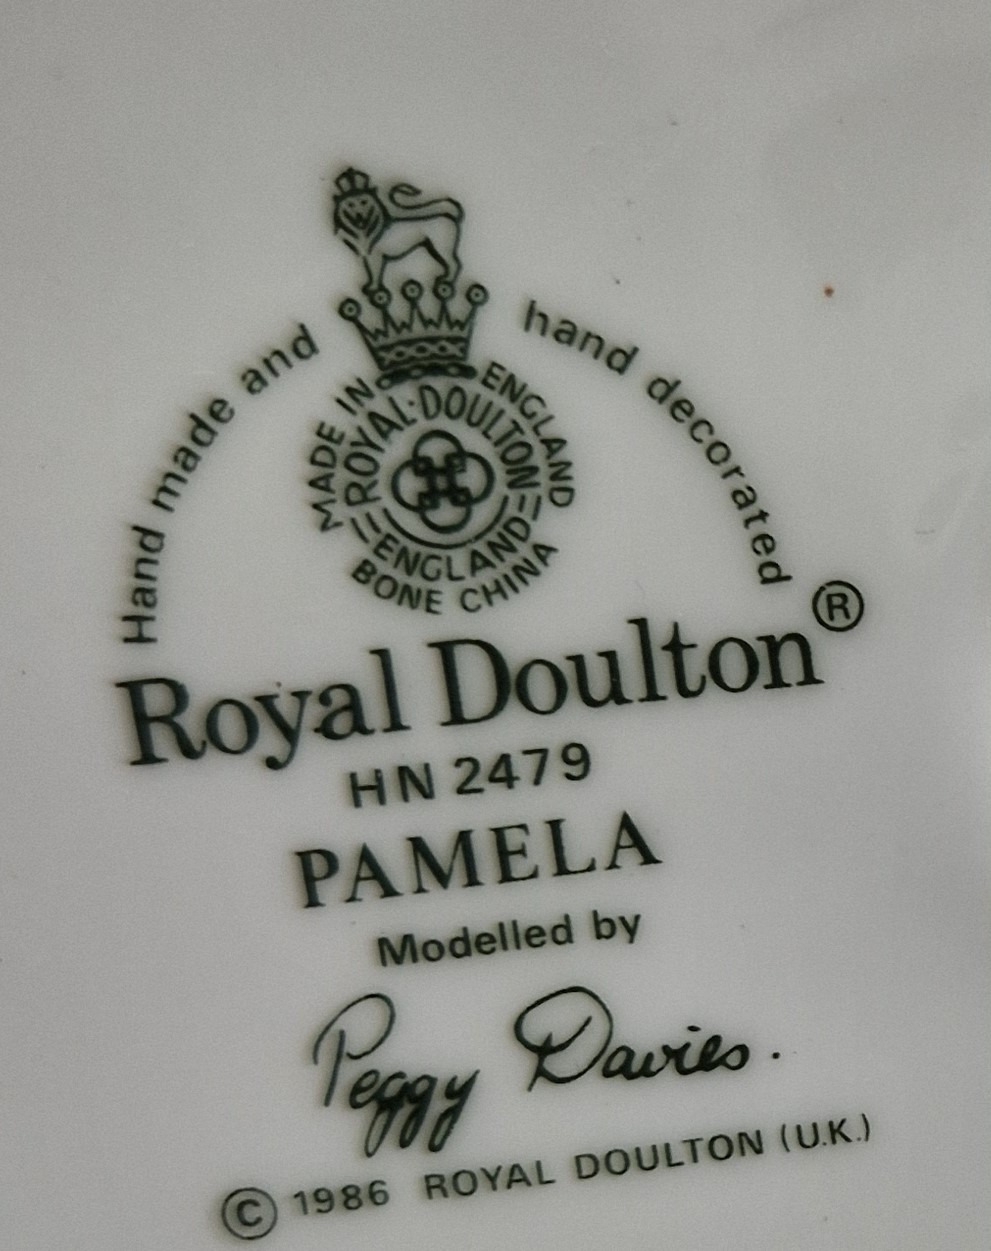 Hand made and hand decorated
MADE IN ENGLAND
ROYAL·DOULTON
ENGLAND
BONE CHINA
Royal Doulton®
HN 2479
PAMELA
Modelled by
Peggy Davies.
© 1986 ROYAL DOULTON (U.K.)